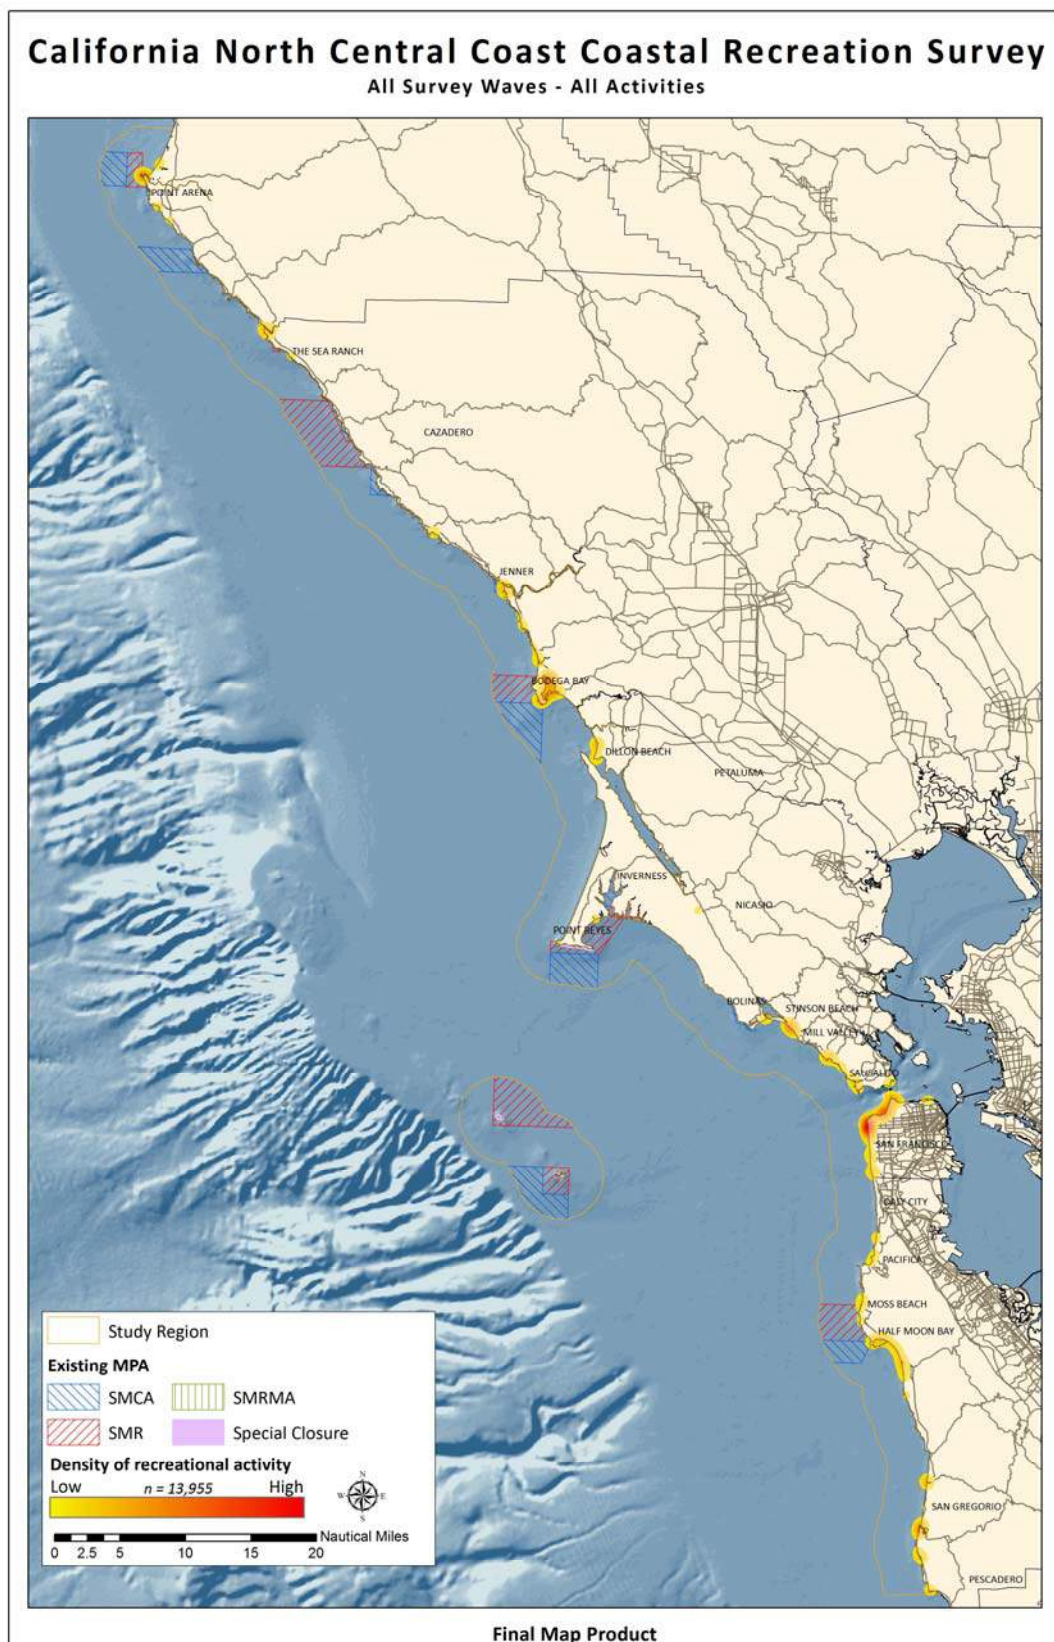 California North Central Coast Coastal Recreation Survey
All Survey Waves - All Activities
POINT ARENA
THE SEA RANCH
CAZADERO
JENNER
BODEGA BAY
DILLON BEACH
PETALUMA
INVERNESS
NICASIO
POINT REYES
BOLINAS
STINSON BEACH
MILL VALLEY
SAUSALITO
SAN FRANCISCO
DALY CITY
PACIFICA
MOSS BEACH
HALF MOON BAY
SAN GREGORIO
PESCADERO
Study Region
Existing MPA
SMCA SMRMA
SMR Special Closure
Density of recreational activity
Low n = 13,955 High
N
W E
S
Nautical Miles
0 2.5 5 10 15 20
Final Map Product